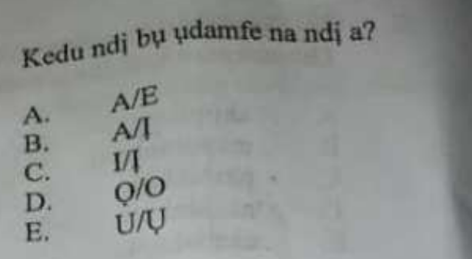 Kedu ndị bụ ụdamfe na ndị a?
A. A/E
B. A/Ị
C. I/Ị
D. Ọ/O
E. U/Ụ